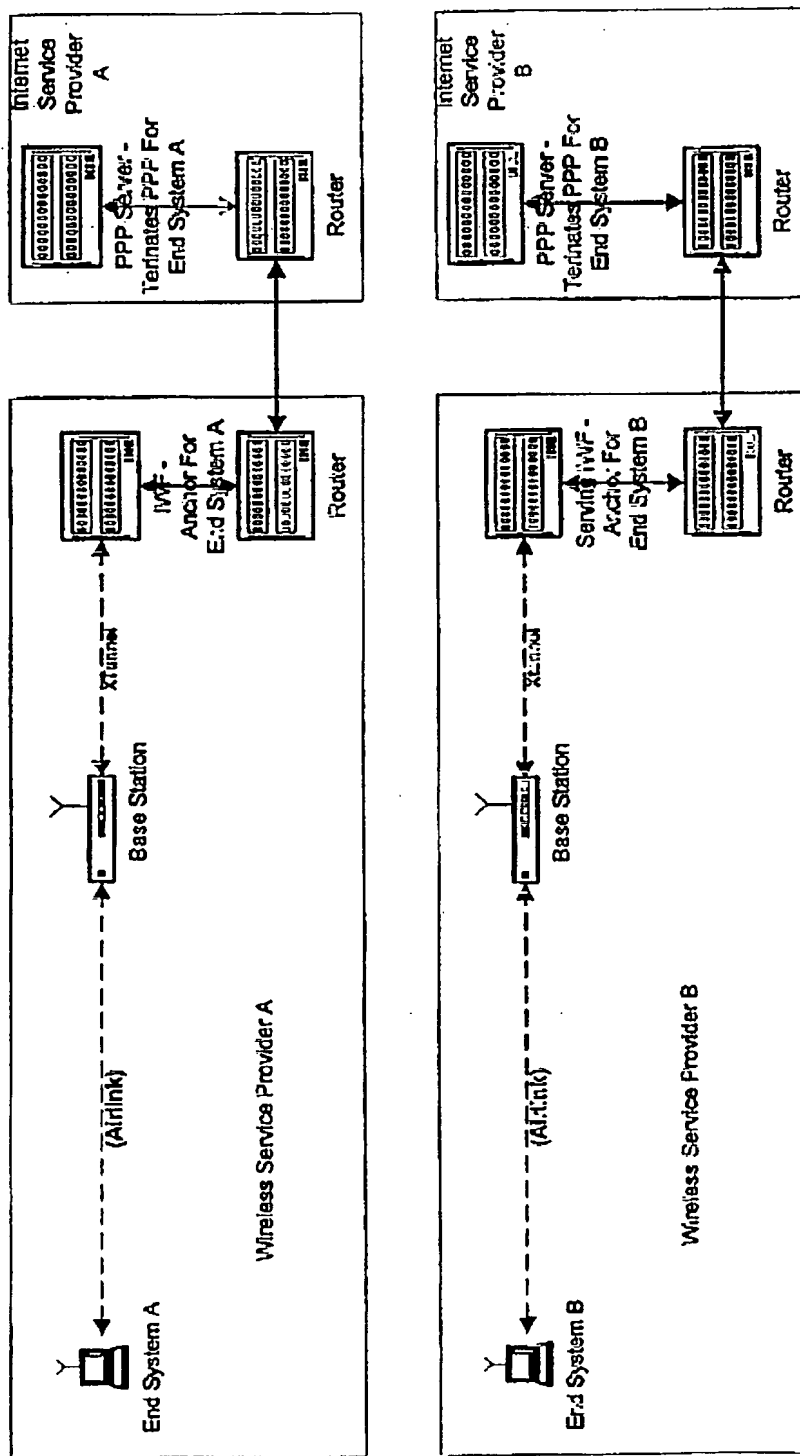 Internet
Service
Provider
A
PPP Server -
Terinates PPP For
End System A
Router
IWF -
Anchor For
End System A
Router
XTunnel
Base Station
(Airlink)
Wireless Service Provider A
End System A
Internet
Service
Provider
B
PPP Server -
Terinates PPP For
End System B
Router
Serving IWF -
Anchor For
End System B
Router
Xtunnel
Base Station
(Airlink)
Wireless Service Provider B
End System B